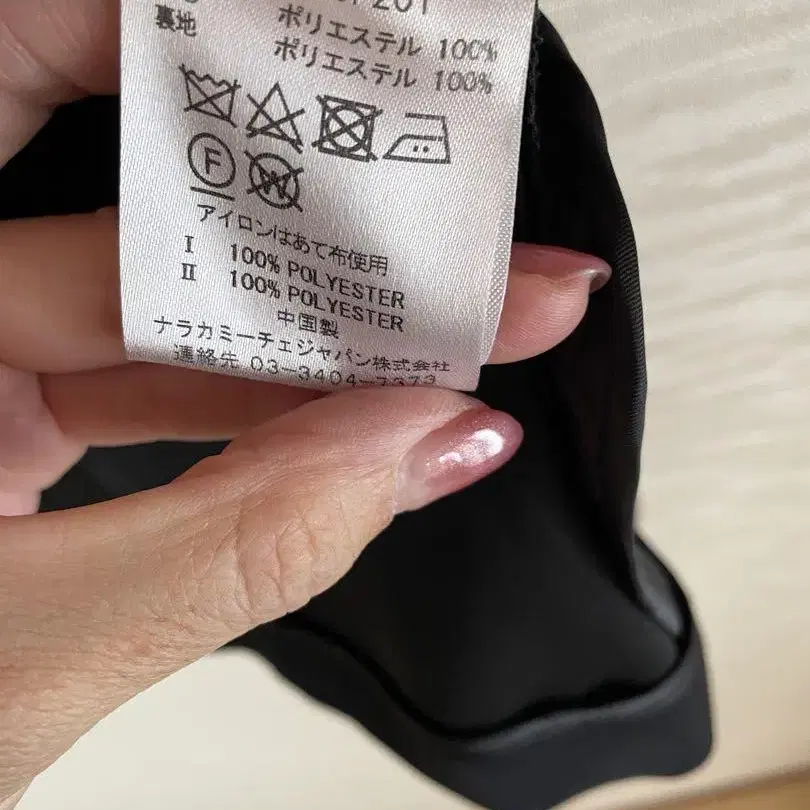 裏地 ポリエステル 100%
ポリエステル 100%
F W
アイロンはあて布使用
I 100% POLYESTER
II 100% POLYESTER
中国製
ナラカミーチェジャパン株式会社
連絡先 03-3404-7373